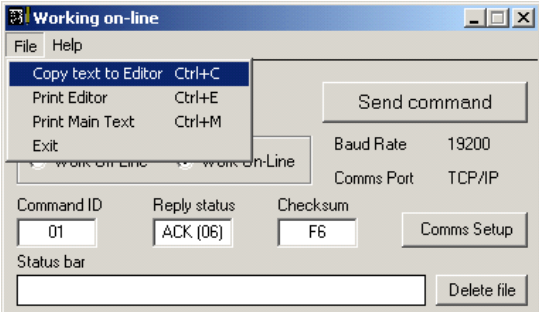 Working on-line
File Help
Copy text to Editor Ctrl+C
Print Editor Ctrl+E
Print Main Text Ctrl+M
Exit
Send command
Work Off-Line Work On-Line
Baud Rate 19200
Comms Port TCP/IP
Command ID Reply status Checksum
01 ACK (06) F6
Comms Setup
Status bar
Delete file